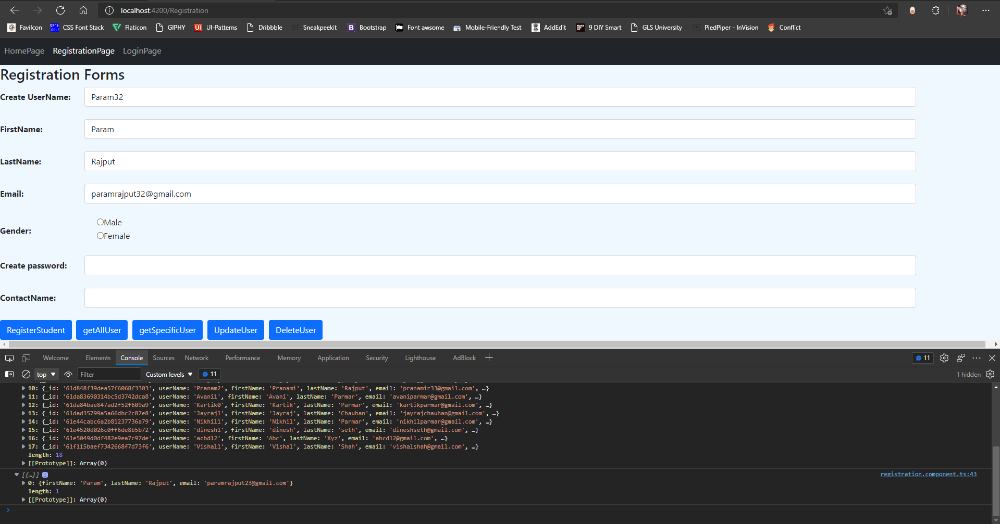 localhost:4200/Registration
FaviIcon CSS Font Stack Flaticon GIPHY UI-Patterns Dribbble Sneakpeekit Bootstrap Font awsome Mobile-Friendly Test AddEdit 9 DIY Smart GLS University PiedPiper - InVision Conflict
HomePage RegistrationPage LoginPage
Registration Forms
Create UserName: Param32
FirstName: Param
LastName: Rajput
Email: paramrajput32@gmail.com
Male
Gender:
Female
Create password:
ContactName:
RegisterStudent getAllUser getSpecificUser UpdateUser DeleteUser
Welcome Elements Console Sources Network Performance Memory Application Security Lighthouse AdBlock 11
top Filter Custom levels 11 1 hidden
10: {_id: '61d848f39dea57f6068f3303', userName: 'Pranam2', firstName: 'Pranami', lastName: 'Rajput', email: 'pranamir33@gmail.com', …}
11: {_id: '61da83690314bc5d3742dca8', userName: 'Avani1', firstName: 'Avani', lastName: 'Parmar', email: 'avaniparmar@gmail.com', …}
12: {_id: '61da84bae847ad2f52f609a9', userName: 'Kartik0', firstName: 'Kartik', lastName: 'Parmar', email: 'kartikparmar@gmail.com', …}
13: {_id: '61dad35799a5a66dbc2c87e8', userName: 'Jayraj1', firstName: 'Jayraj', lastName: 'Chauhan', email: 'jayrajchauhan@gmail.com', …}
14: {_id: '61e44cabc6a2b81237736a79', userName: 'Nikhil1', firstName: 'Nikhil', lastName: 'Parmar', email: 'nikhilparmar@gmail.com', …}
15: {_id: '61e4520d026c0ff6de8b5b72', userName: 'dinesh1', firstName: 'dinesh', lastName: 'seth', email: 'dineshseth@gmail.com', …}
16: {_id: '61e5049d0df482e9ea7c97de', userName: 'acbd12', firstName: 'Abc', lastName: 'Xyz', email: 'abcd12@gmail.com', …}
17: {_id: '61f115baef7342668f7d73f6', userName: 'Vishal1', firstName: 'Vishal', lastName: 'Shah', email: 'vishalshah@gmail.com', …}
length: 18
[[Prototype]]: Array(0)
[{…}] i registration.component.ts:43
0: {firstName: 'Param', lastName: 'Rajput', email: 'paramrajput23@gmail.com'}
length: 1
[[Prototype]]: Array(0)